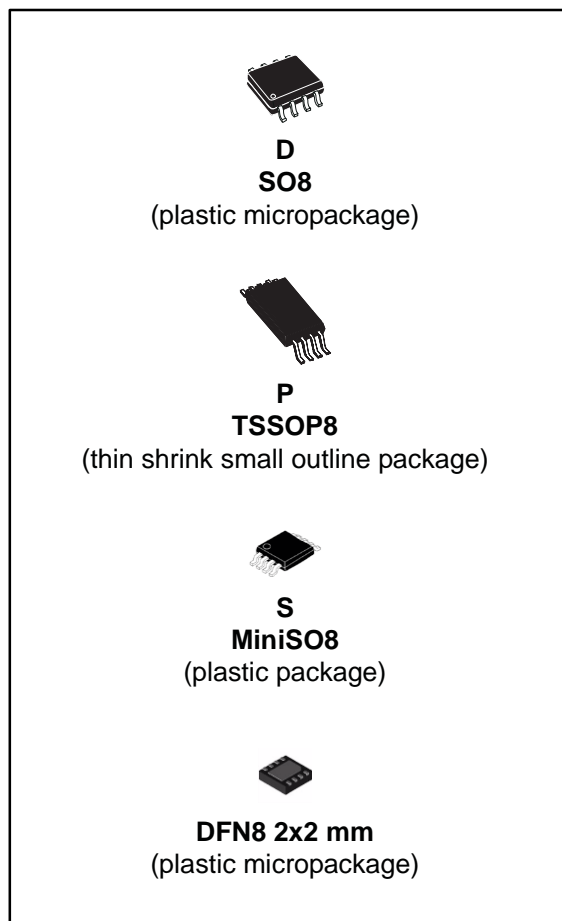 D
SO8
(plastic micropackage)
P
TSSOP8
(thin shrink small outline package)
S
MiniSO8
(plastic package)
DFN8 2x2 mm
(plastic micropackage)